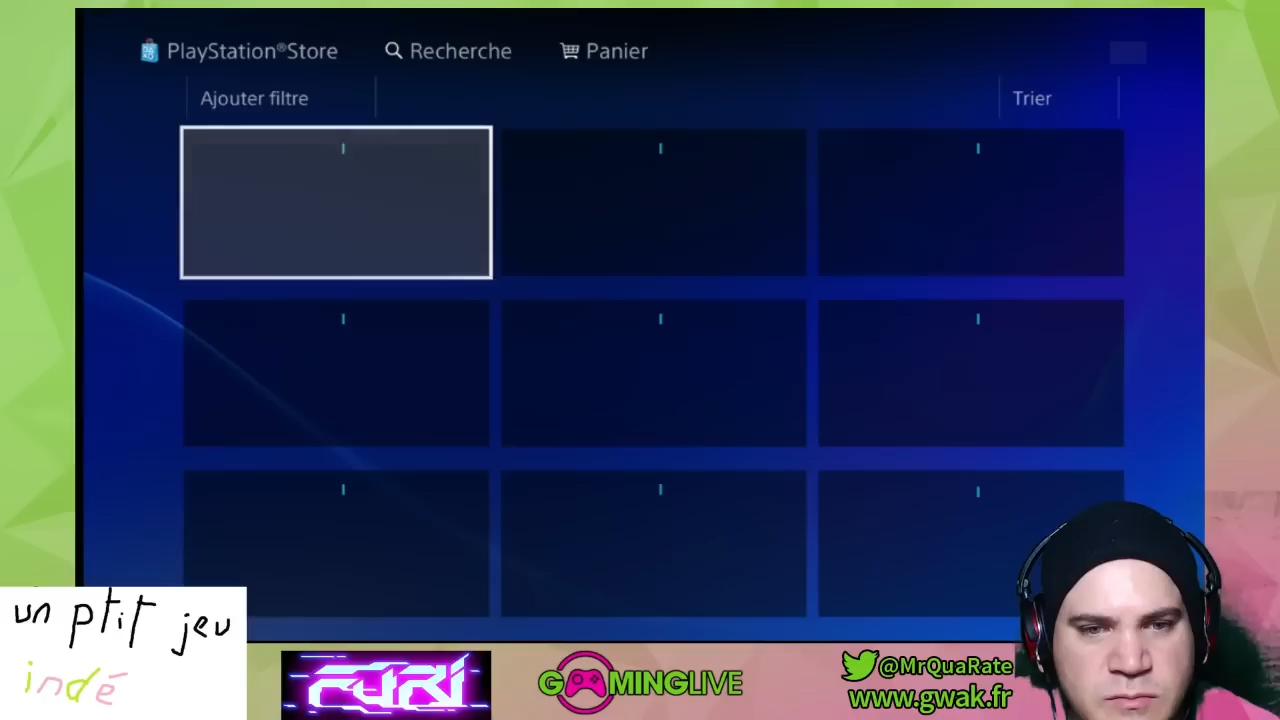 PlayStation®Store Recherche Panier
Ajouter filtre Trier
un ptit jeu
indé
FURI
GAMINGLIVE
@MrQuaRate
www.gwak.fr